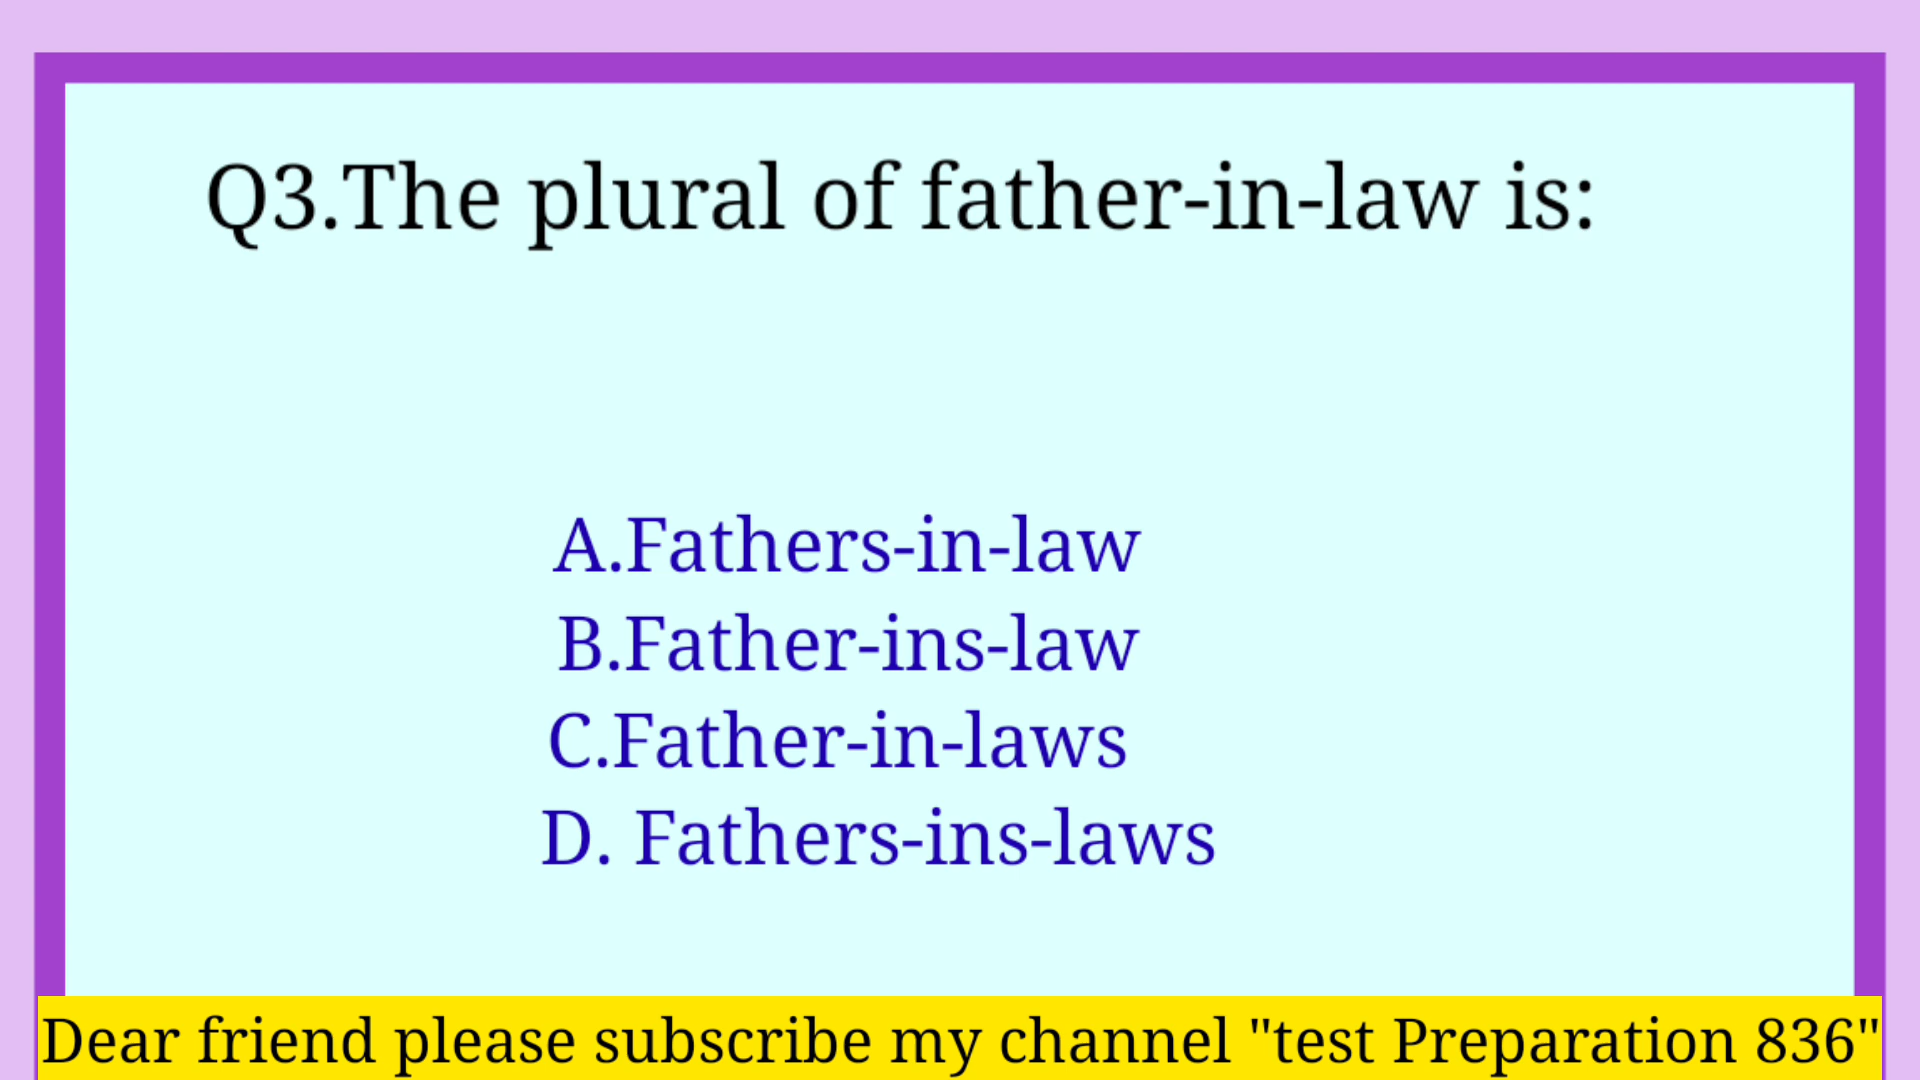 Q3.The plural of father-in-law is:
A.Fathers-in-law
B.Father-ins-law
C.Father-in-laws
D. Fathers-ins-laws
Dear friend please subscribe my channel "test Preparation 836"